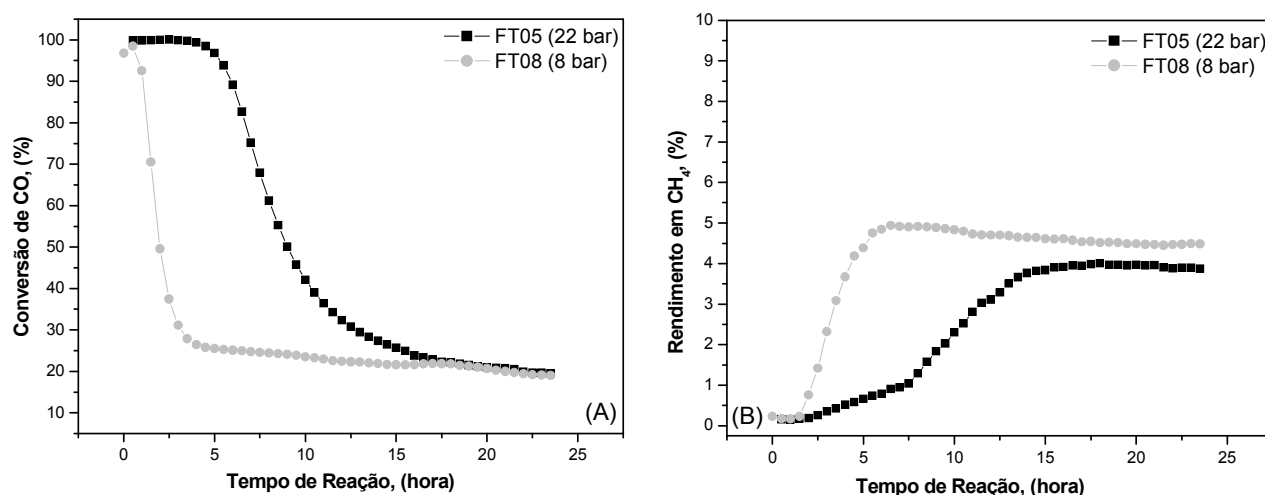 FT05 (22 bar)
FT08 (8 bar)
100
90
80
70
60
50
40
30
20
10
Conversão de CO, (%)
(A)
0 5 10 15 20 25
Tempo de Reação, (hora)
FT05 (22 bar)
FT08 (8 bar)
10
9
8
7
6
5
4
3
2
1
0
Rendimento em CH₄, (%)
(B)
0 5 10 15 20 25
Tempo de Reação, (hora)